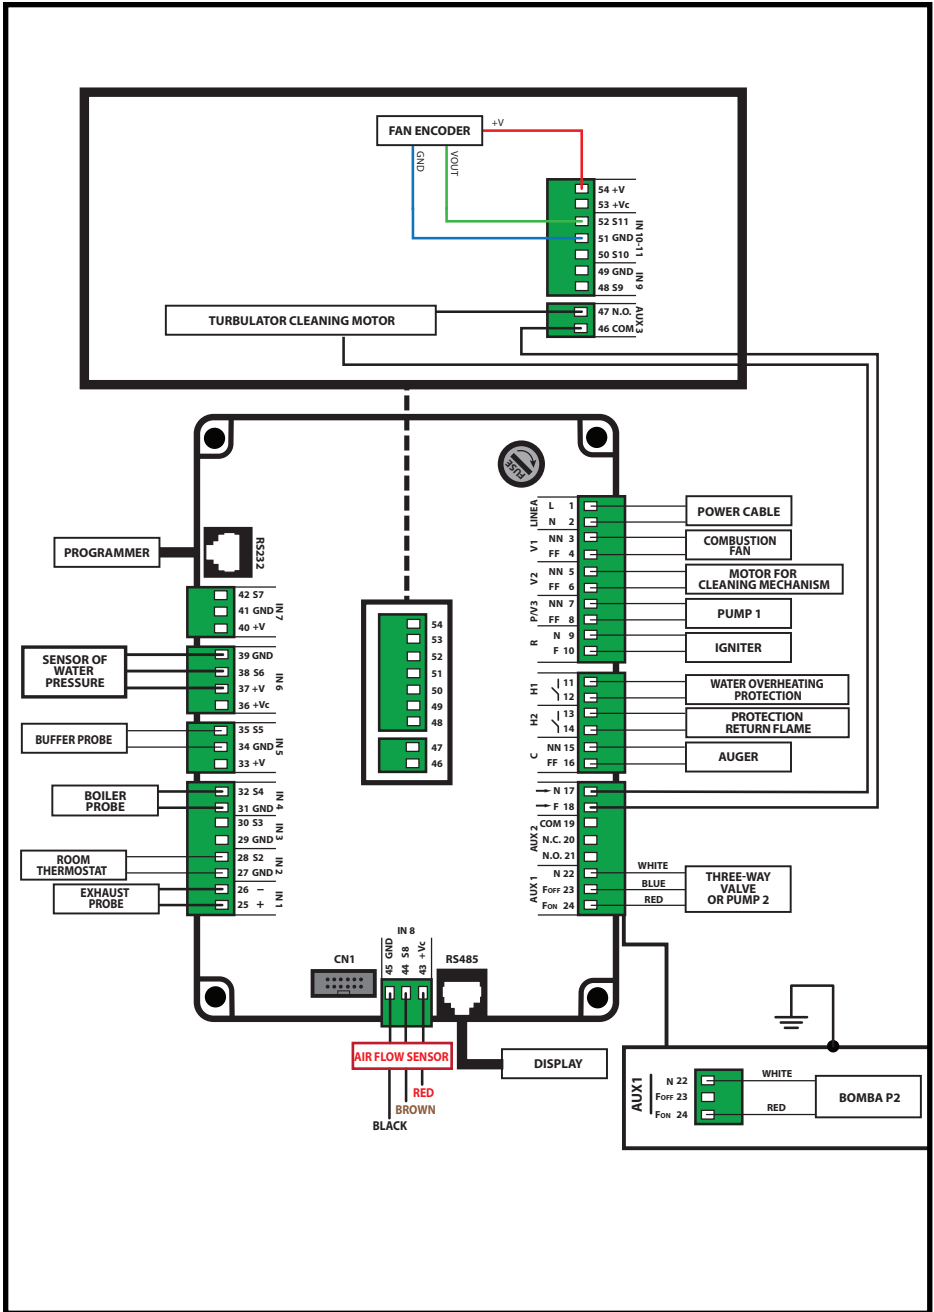 FAN ENCODER
+V
GND
VOUT
54 +V
53 +Vc
52 S11
51 GND
50 S10
49 GND
48 S9
IN 10-11
IN 9
47 N.O.
46 COM
AUX 3
TURBULATOR CLEANING MOTOR
FUSE
PROGRAMMER
RS232
42 S7
41 GND
40 +V
IN 7
SENSOR OF
WATER
PRESSURE
39 GND
38 S6
37 +V
36 +Vc
IN 6
BUFFER PROBE
35 S5
34 GND
33 +V
IN 5
BOILER
PROBE
32 S4
31 GND
IN 4
30 S3
29 GND
IN 3
ROOM
THERMOSTAT
28 S2
27 GND
IN 2
EXHAUST
PROBE
26 –
25 +
IN 1
54
53
52
51
50
49
48
47
46
LINEA
L 1
N 2
POWER CABLE
V1
NN 3
FF 4
COMBUSTION
FAN
V2
NN 5
FF 6
MOTOR FOR
CLEANING MECHANISM
P/V3
NN 7
FF 8
PUMP 1
R
N 9
F 10
IGNITER
H1
11
12
WATER OVERHEATING
PROTECTION
H2
13
14
PROTECTION
RETURN FLAME
C
NN 15
FF 16
AUGER
N 17
F 18
AUX 2
COM 19
N.C. 20
N.O. 21
AUX 1
N 22
FOFF 23
FON 24
WHITE
BLUE
RED
THREE-WAY
VALVE
OR PUMP 2
CN1
IN 8
45 GND
44 S8
43 +Vc
RS485
AIR FLOW SENSOR
RED
BROWN
BLACK
DISPLAY
AUX1
N 22
FOFF 23
FON 24
WHITE
RED
BOMBA P2